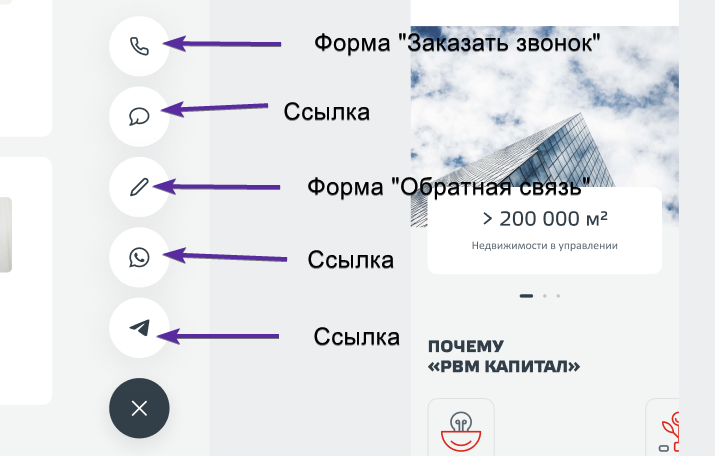 Форма "Заказать звонок"
Ссылка
Форма "Обратная связь"
> 200 000 м²
Недвижимости в управлении
Ссылка
Ссылка
ПОЧЕМУ
«РВМ КАПИТАЛ»